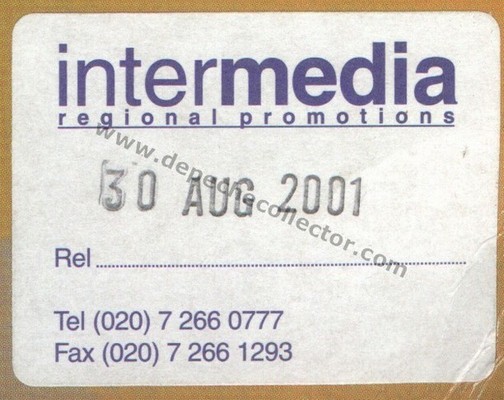 intermedia
regional promotions
30 AUG 2001
www.depechecollector.com
Rel
Tel (020) 7 266 0777
Fax (020) 7 266 1293